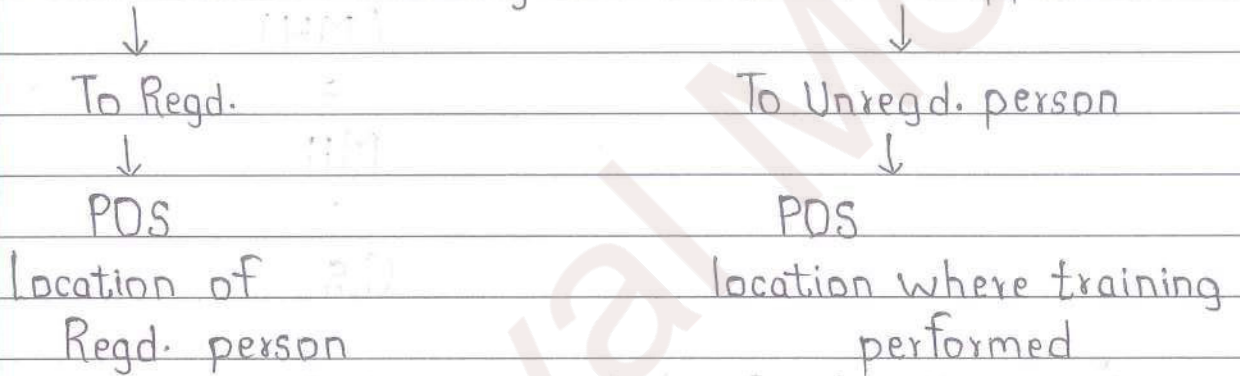 ↓ ↓
To Regd. To Unregd. person
↓ ↓
POS POS
Location of location where training
Regd. person performed